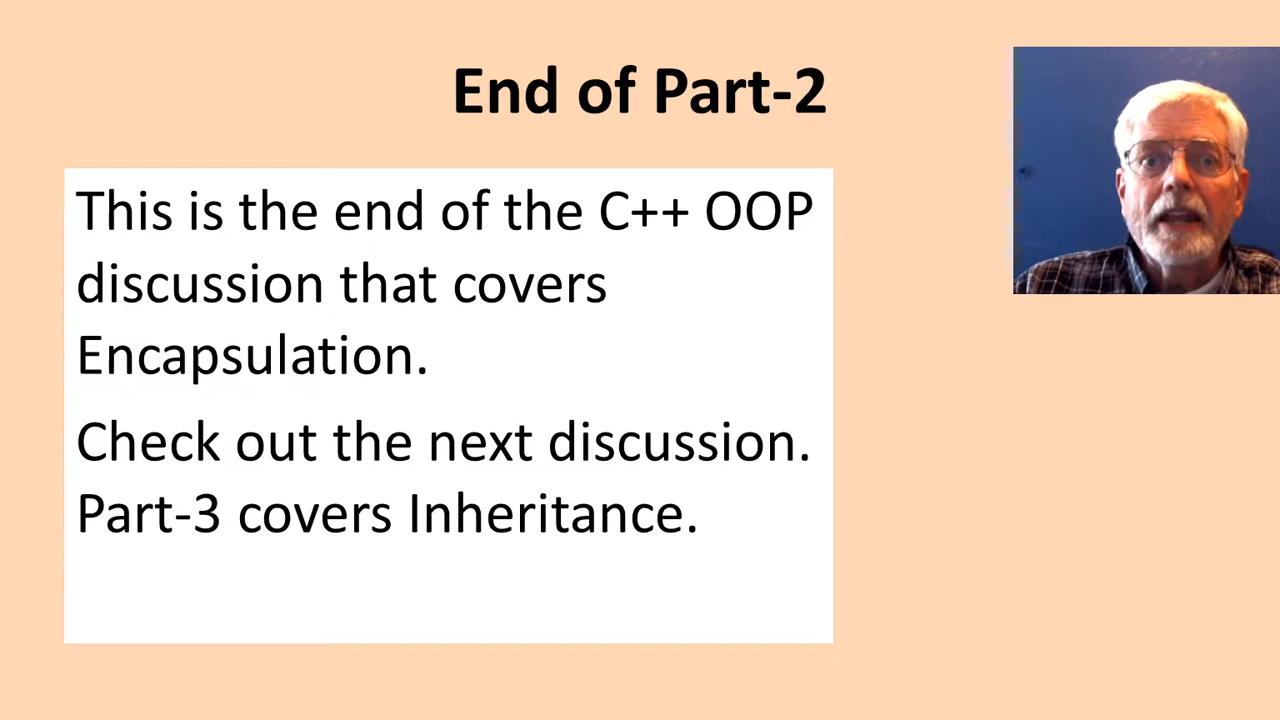 End of Part-2
This is the end of the C++ OOP
discussion that covers
Encapsulation.
Check out the next discussion.
Part-3 covers Inheritance.